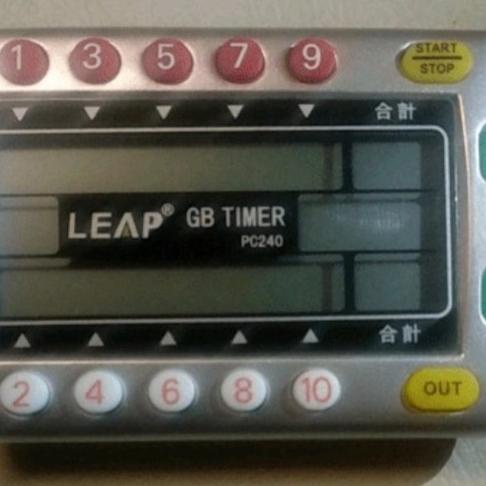 1 3 5 7 9 START
STOP
合計
LEAP® GB TIMER
PC240
合計
2 4 6 8 10 OUT